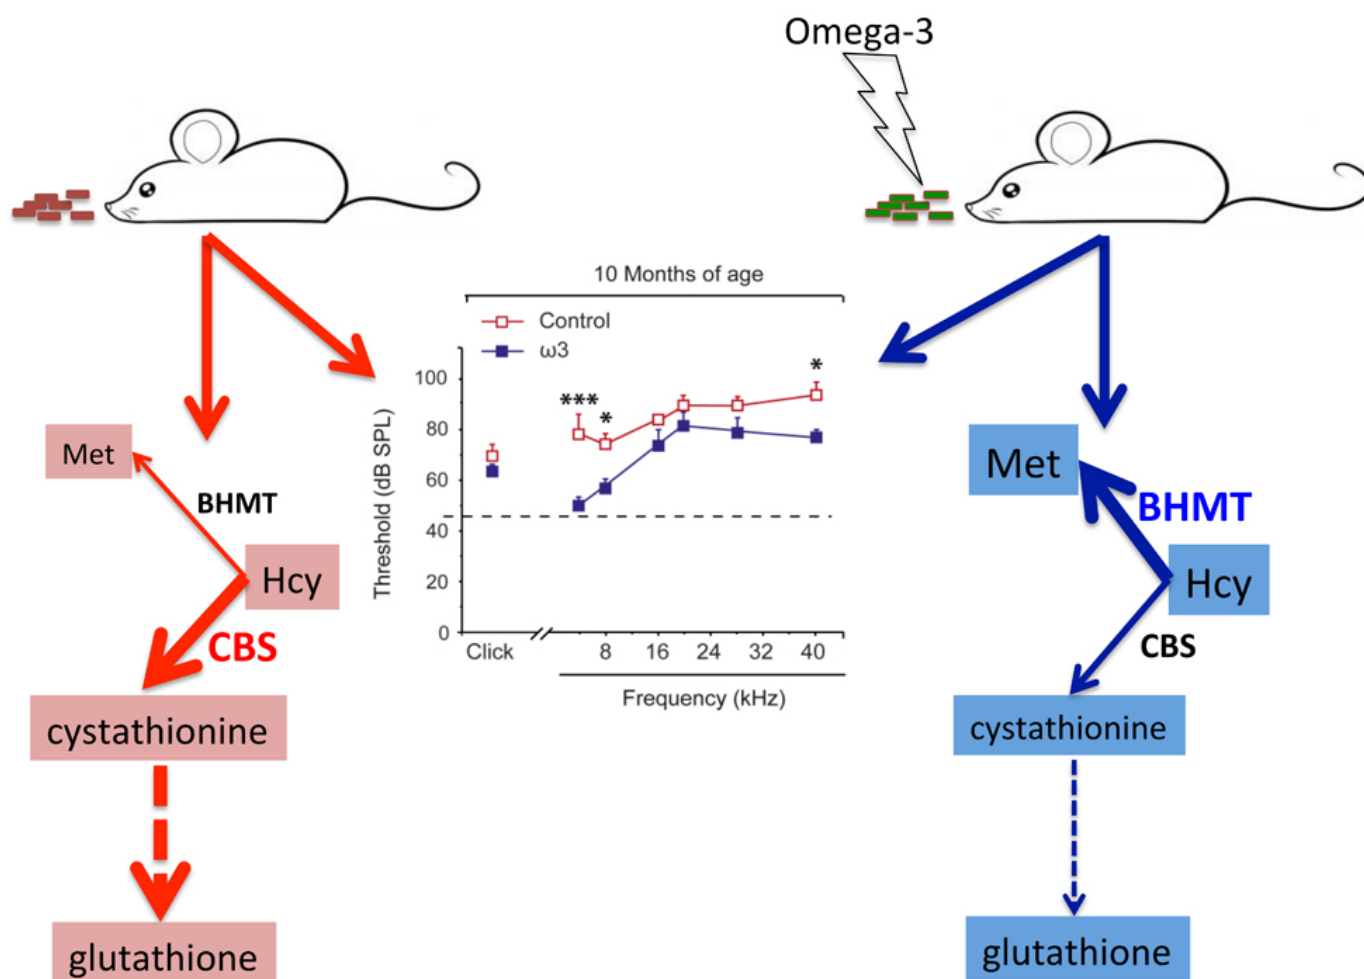 Omega-3
10 Months of age
Control
ω3
100
80
60
40
20
0
Threshold (dB SPL)
***
*
*
Click
8
16
24
32
40
Frequency (kHz)
Met
BHMT
Hcy
CBS
cystathionine
glutathione
Met
BHMT
Hcy
CBS
cystathionine
glutathione